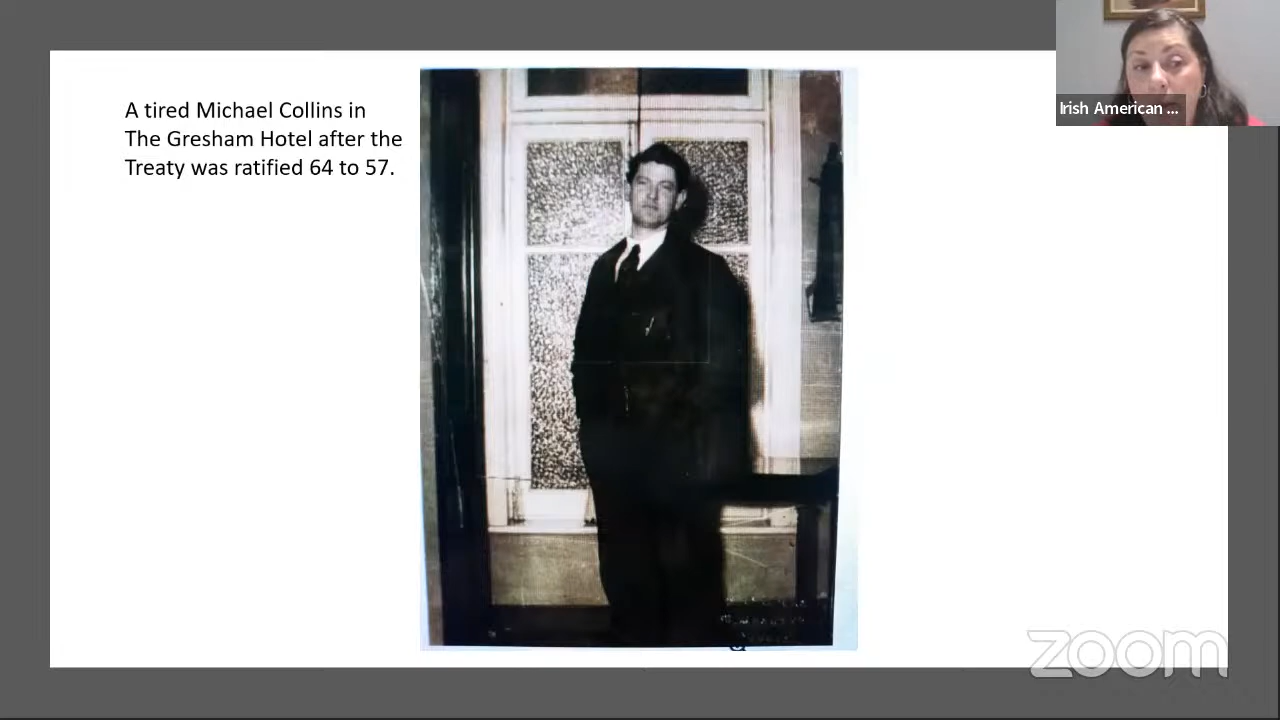 A tired Michael Collins in
The Gresham Hotel after the
Treaty was ratified 64 to 57.
Irish American ...
zoom